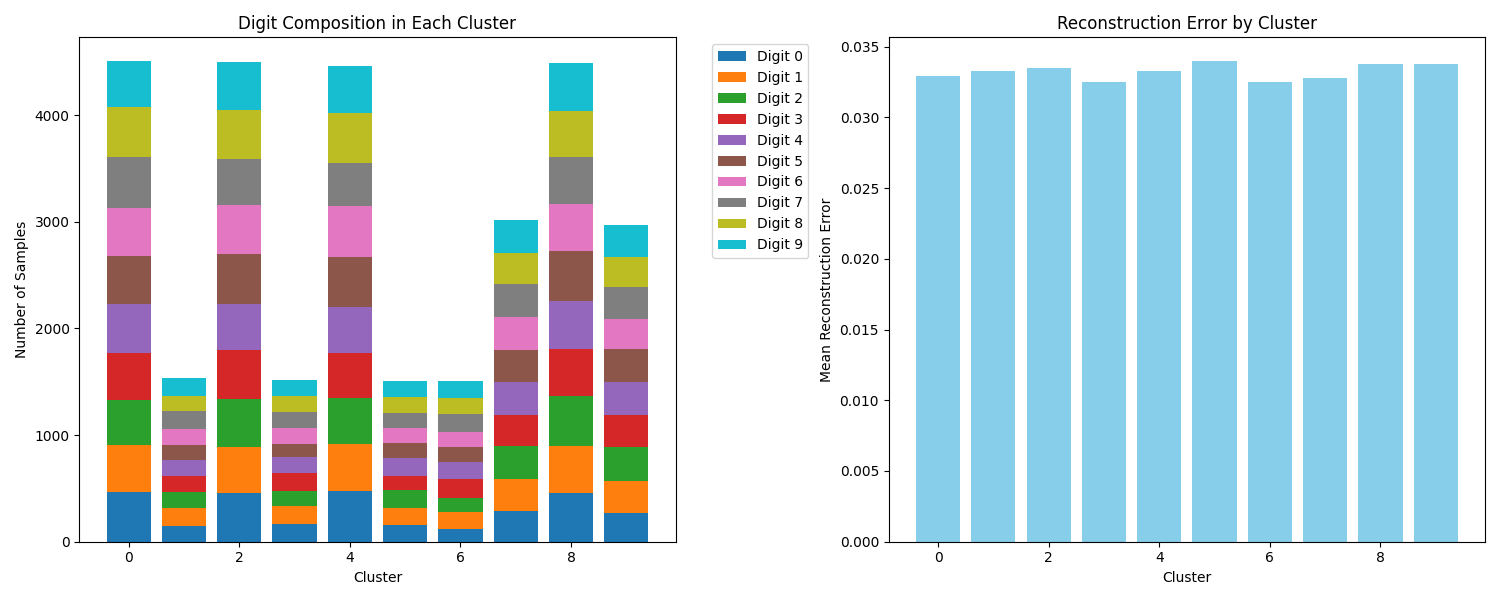 Digit Composition in Each Cluster
Number of Samples
4000
3000
2000
1000
0
0
2
4
6
8
Cluster
Digit 0
Digit 1
Digit 2
Digit 3
Digit 4
Digit 5
Digit 6
Digit 7
Digit 8
Digit 9
Reconstruction Error by Cluster
Mean Reconstruction Error
0.035
0.030
0.025
0.020
0.015
0.010
0.005
0.000
0
2
4
6
8
Cluster